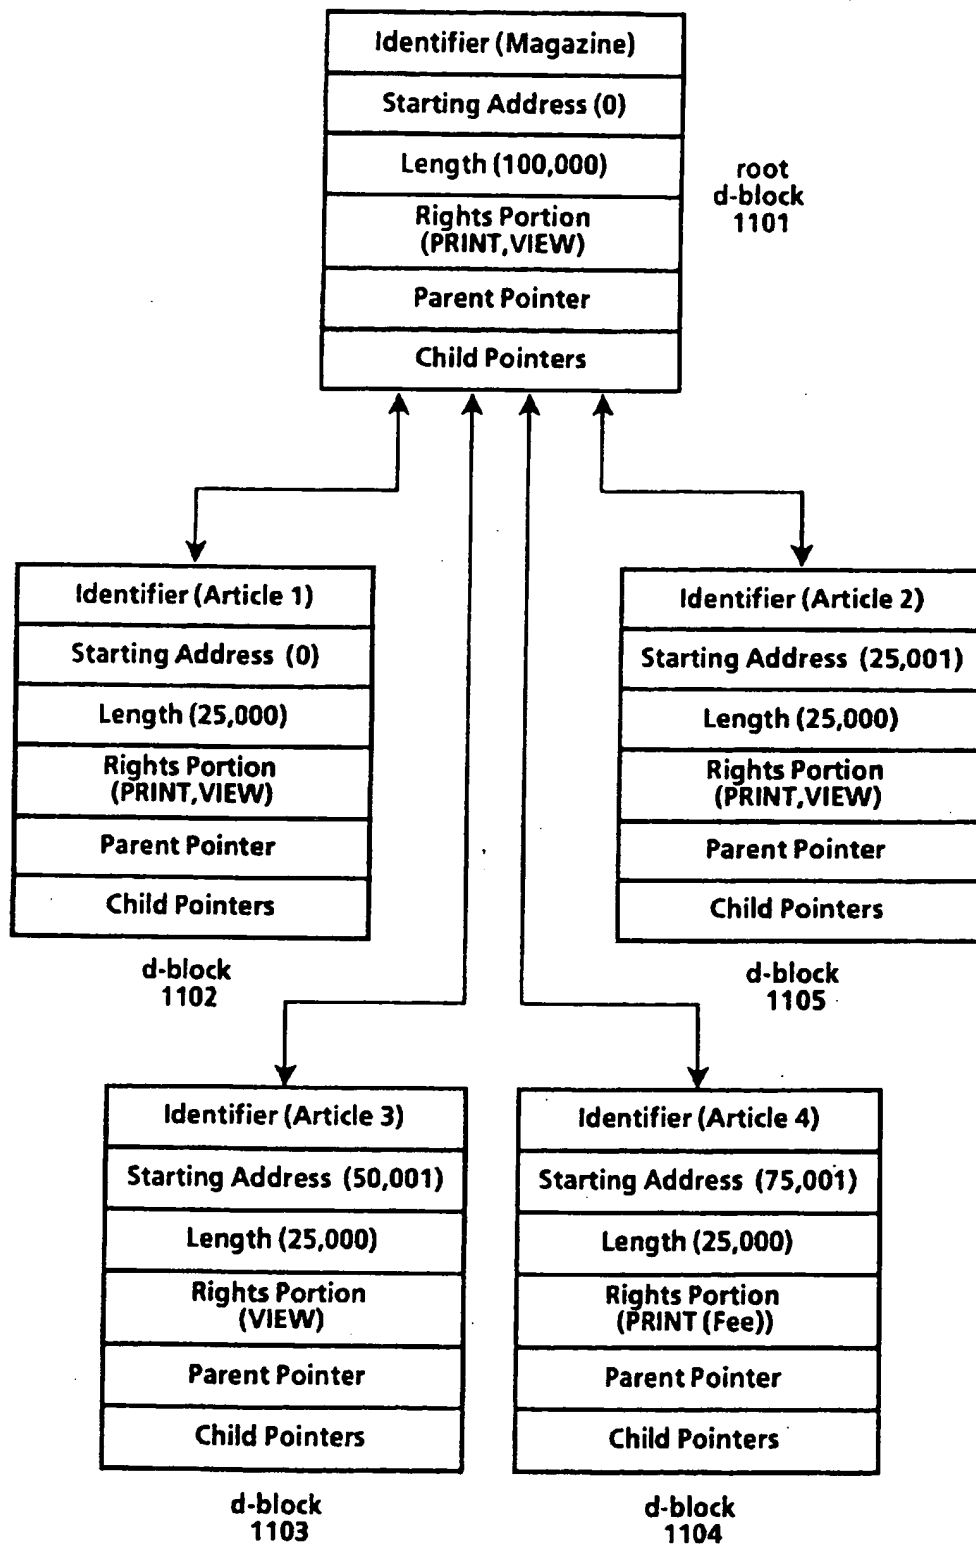 Identifier (Magazine)
Starting Address (0)
Length (100,000)
Rights Portion
(PRINT,VIEW)
Parent Pointer
Child Pointers
root
d-block
1101
Identifier (Article 1)
Starting Address (0)
Length (25,000)
Rights Portion
(PRINT,VIEW)
Parent Pointer
Child Pointers
d-block
1102
Identifier (Article 2)
Starting Address (25,001)
Length (25,000)
Rights Portion
(PRINT,VIEW)
Parent Pointer
Child Pointers
d-block
1105
Identifier (Article 3)
Starting Address (50,001)
Length (25,000)
Rights Portion
(VIEW)
Parent Pointer
Child Pointers
d-block
1103
Identifier (Article 4)
Starting Address (75,001)
Length (25,000)
Rights Portion
(PRINT (Fee))
Parent Pointer
Child Pointers
d-block
1104